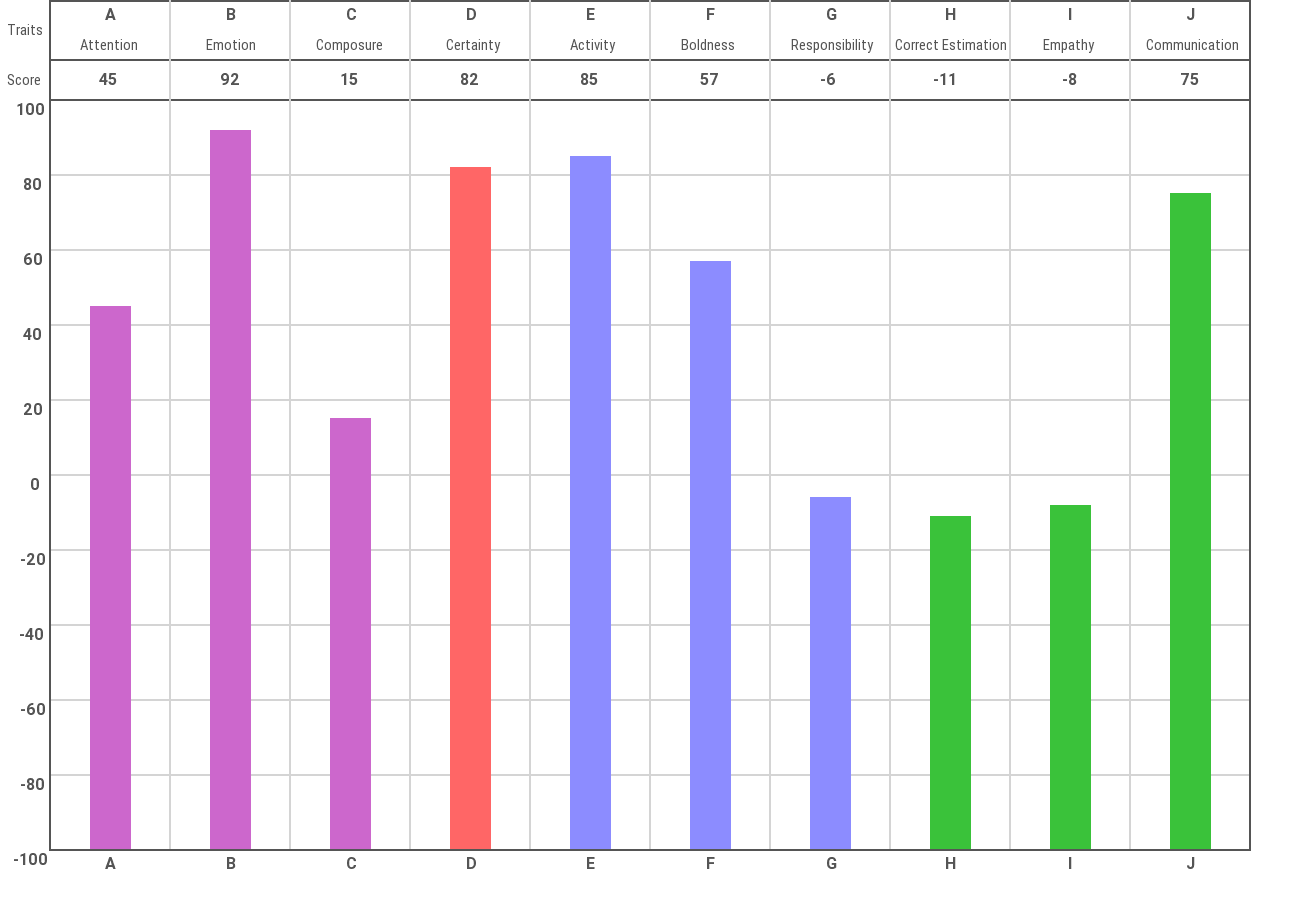 A B C D E F G H I J
Traits
Attention Emotion Composure Certainty Activity Boldness Responsibility Correct Estimation Empathy Communication
Score 45 92 15 82 85 57 -6 -11 -8 75
100
80
60
40
20
0
-20
-40
-60
-80
-100
A B C D E F G H I J